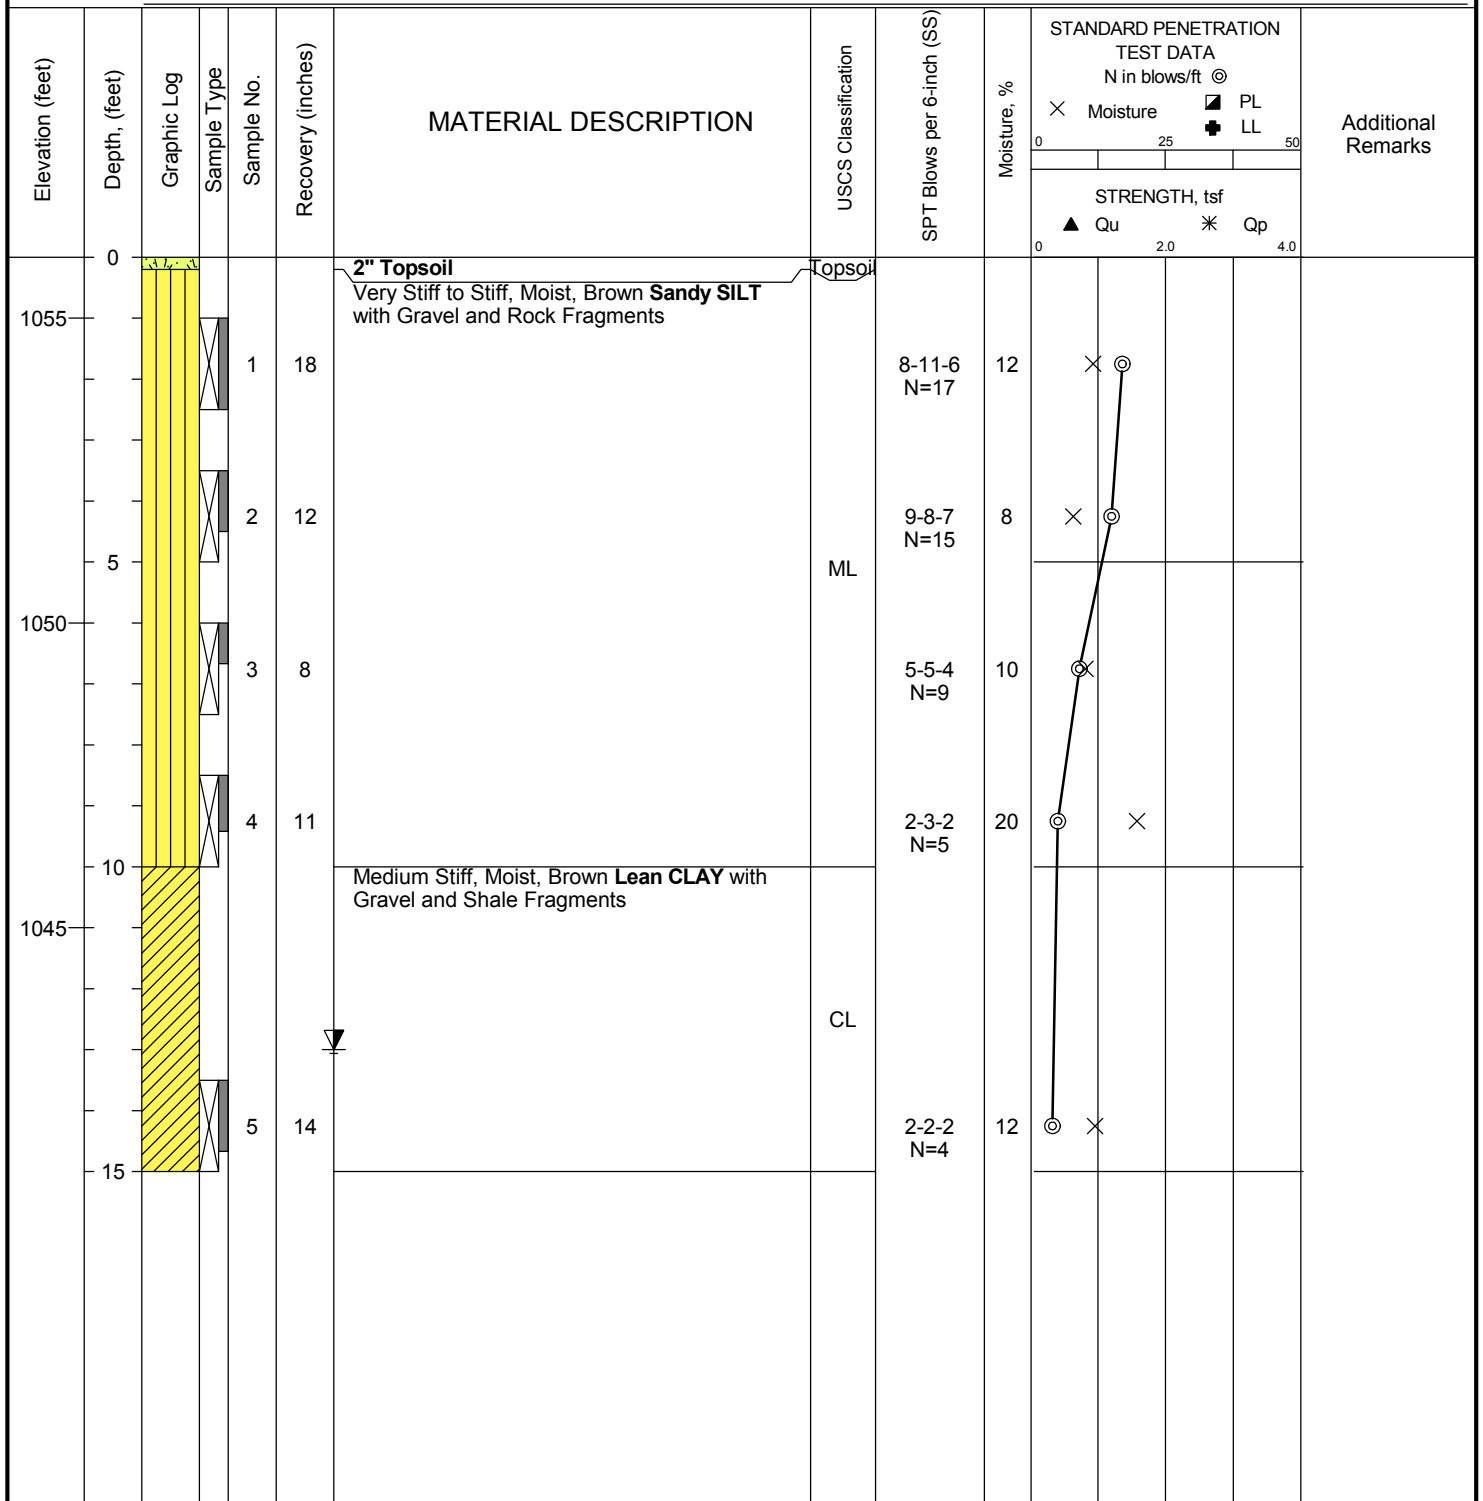 Elevation (feet)
Depth, (feet)
Graphic Log
Sample Type
Sample No.
Recovery (inches)
MATERIAL DESCRIPTION
USCS Classification
SPT Blows per 6-inch (SS)
Moisture, %
STANDARD PENETRATION
TEST DATA
N in blows/ft
Moisture
PL
LL
0 25 50
STRENGTH, tsf
Qu Qp
0 2.0 4.0
Additional
Remarks
0
2" Topsoil Topsoil
Very Stiff to Stiff, Moist, Brown Sandy SILT
with Gravel and Rock Fragments
1055
1 18 8-11-6 12
N=17
2 12 9-8-7 8
N=15
5
ML
1050
3 8 5-5-4 10
N=9
4 11 2-3-2 20
N=5
10
Medium Stiff, Moist, Brown Lean CLAY with
Gravel and Shale Fragments
1045
CL
5 14 2-2-2 12
N=4
15